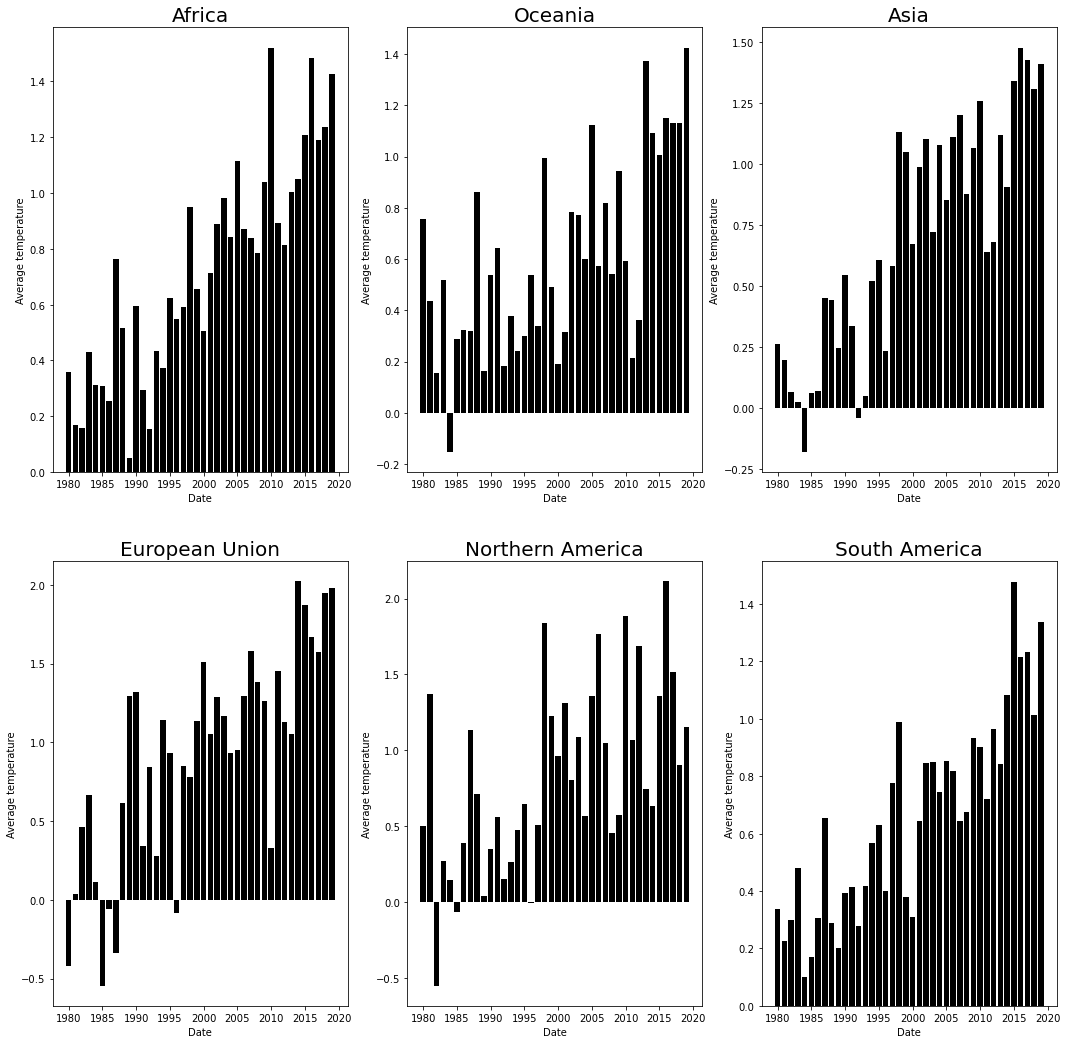 Africa
Oceania
Asia
1.4
1.2
1.0
0.8
0.6
0.4
0.2
0.0
Average temperature
1980 1985 1990 1995 2000 2005 2010 2015 2020
Date
1.4
1.2
1.0
0.8
0.6
0.4
0.2
0.0
−0.2
Average temperature
1980 1985 1990 1995 2000 2005 2010 2015 2020
Date
1.50
1.25
1.00
0.75
0.50
0.25
0.00
−0.25
Average temperature
1980 1985 1990 1995 2000 2005 2010 2015 2020
Date
European Union
Northern America
South America
2.0
1.5
1.0
0.5
0.0
−0.5
Average temperature
1980 1985 1990 1995 2000 2005 2010 2015 2020
Date
2.0
1.5
1.0
0.5
0.0
−0.5
Average temperature
1980 1985 1990 1995 2000 2005 2010 2015 2020
Date
1.4
1.2
1.0
0.8
0.6
0.4
0.2
0.0
Average temperature
1980 1985 1990 1995 2000 2005 2010 2015 2020
Date